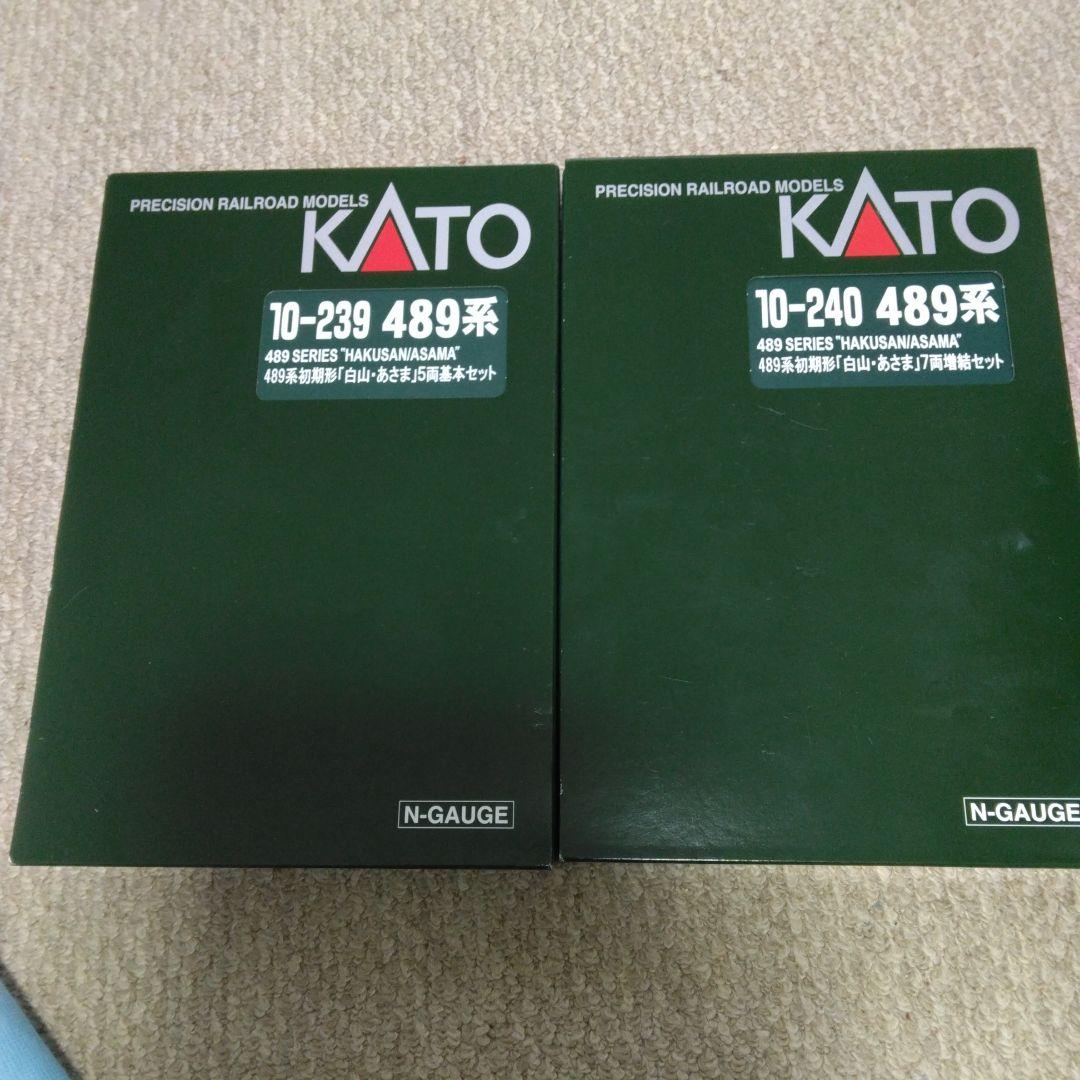 PRECISION RAILROAD MODELS
KATO
10-239 489系
489 SERIES "HAKUSAN/ASAMA"
489系初期形「白山・あさま」5両基本セット
N-GAUGE
PRECISION RAILROAD MODELS
KATO
10-240 489系
489 SERIES "HAKUSAN/ASAMA"
489系初期形「白山・あさま」7両増結セット
N-GAUGE